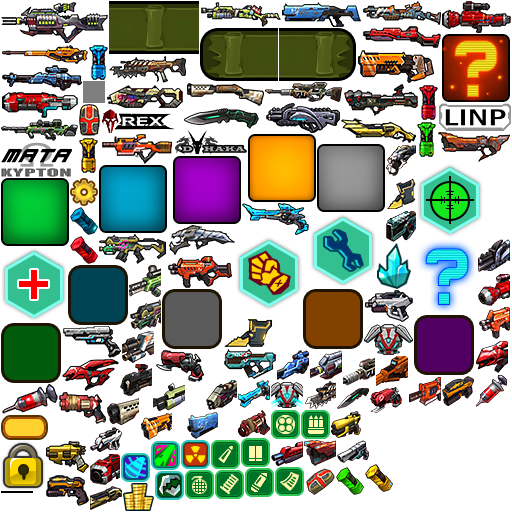 ?
LINP
REX
MATA
KYPTON
?